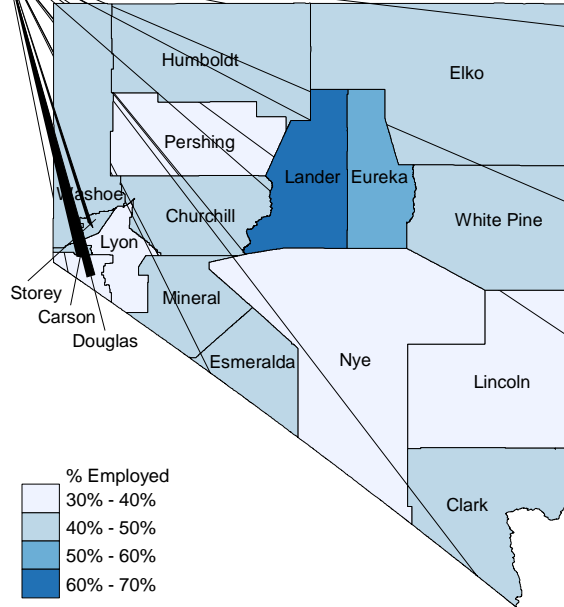 Humboldt
Elko
Pershing
Lander
Eureka
Washoe
Churchill
White Pine
Lyon
Storey
Mineral
Carson
Douglas
Esmeralda
Nye
Lincoln
% Employed
30% - 40%
40% - 50%
50% - 60%
60% - 70%
Clark